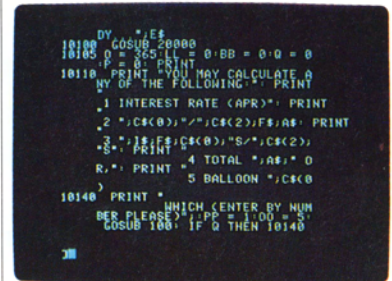 DY...";E$
10100 GOSUB 20000
10105 O = 365:LL = 0:BB = 0:Q = 0
:P = 0: PRINT
10110 PRINT "YOU MAY CALCULATE A
NY OF THE FOLLOWING:": PRINT
"
1 INTEREST RATE (APR)": PRINT
"
2 ";C$(0);"/";C$(2);F$;A$: PRINT
"
3 ";I$;F$;C$(0);"S/";C$(2);
"S": PRINT "
4 TOTAL ";A$;" O
R,": PRINT "
5 BALLOON ";C$(0
)
10140 PRINT "
WHICH (ENTER BY NUM
BER PLEASE)";:PP = 1:OO = 5:
GOSUB 100: IF Q THEN 10140
]